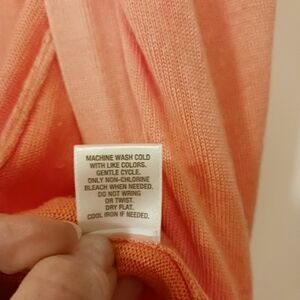 MACHINE WASH COLD
WITH LIKE COLORS.
GENTLE CYCLE.
ONLY NON-CHLORINE
BLEACH WHEN NEEDED.
DO NOT WRING
OR TWIST.
DRY FLAT.
COOL IRON IF NEEDED.